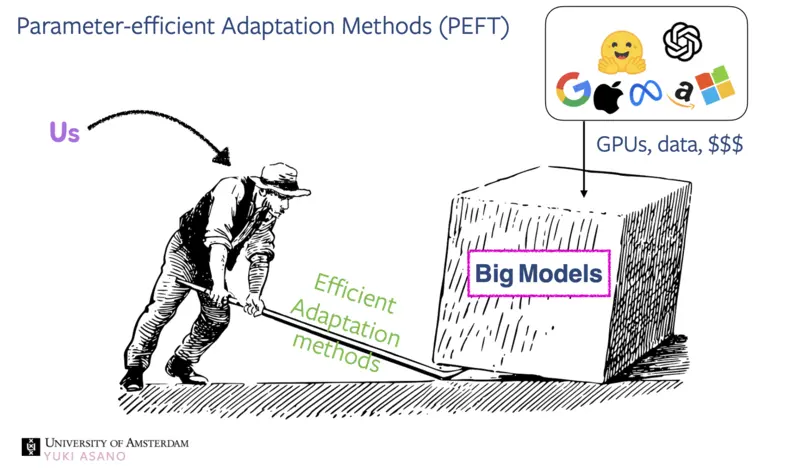 Parameter-efficient Adaptation Methods (PEFT)
Us
GPUs, data, $$$
Big Models
Efficient
Adaptation
methods
UNIVERSITY OF AMSTERDAM
YUKI ASANO